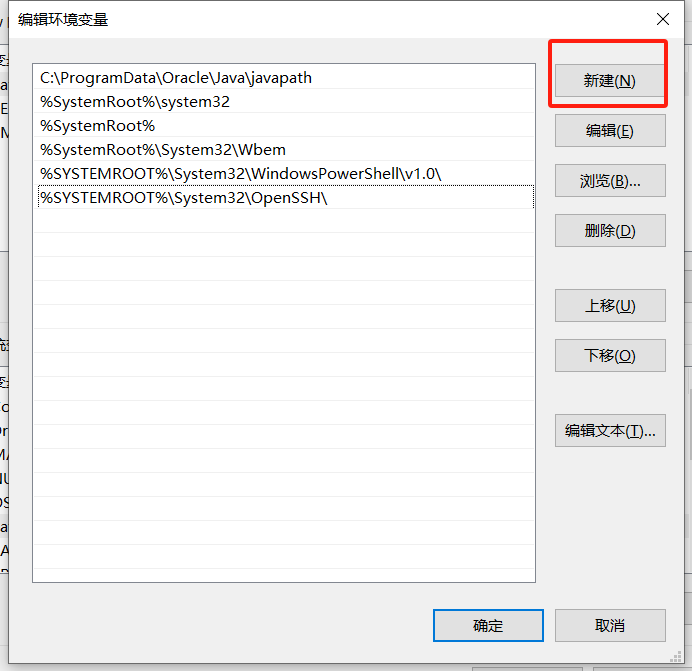 编辑环境变量
C:\ProgramData\Oracle\Java\javapath
%SystemRoot%\system32
%SystemRoot%
%SystemRoot%\System32\Wbem
%SYSTEMROOT%\System32\WindowsPowerShell\v1.0\
%SYSTEMROOT%\System32\OpenSSH\
新建(N)
编辑(E)
浏览(B)...
删除(D)
上移(U)
下移(O)
编辑文本(T)...
确定
取消